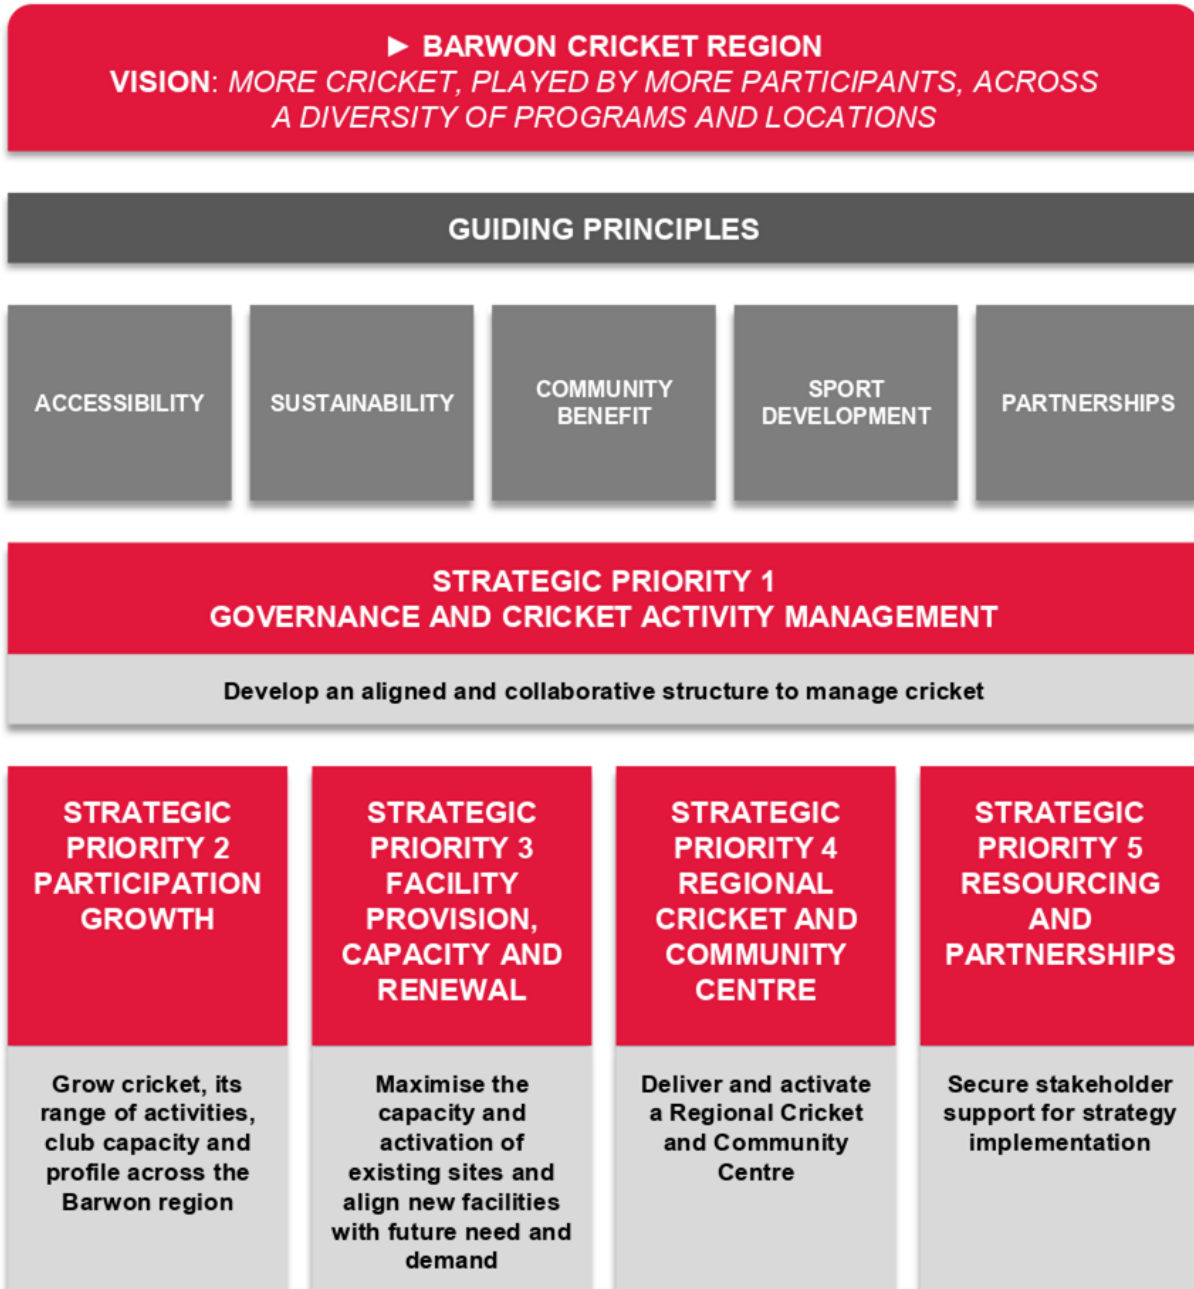 ► BARWON CRICKET REGION
VISION: MORE CRICKET, PLAYED BY MORE PARTICIPANTS, ACROSS
A DIVERSITY OF PROGRAMS AND LOCATIONS
GUIDING PRINCIPLES
ACCESSIBILITY
SUSTAINABILITY
COMMUNITY
BENEFIT
SPORT
DEVELOPMENT
PARTNERSHIPS
STRATEGIC PRIORITY 1
GOVERNANCE AND CRICKET ACTIVITY MANAGEMENT
Develop an aligned and collaborative structure to manage cricket
STRATEGIC
PRIORITY 2
PARTICIPATION
GROWTH
Grow cricket, its
range of activities,
club capacity and
profile across the
Barwon region
STRATEGIC
PRIORITY 3
FACILITY
PROVISION,
CAPACITY AND
RENEWAL
Maximise the
capacity and
activation of
existing sites and
align new facilities
with future need and
demand
STRATEGIC
PRIORITY 4
REGIONAL
CRICKET AND
COMMUNITY
CENTRE
Deliver and activate
a Regional Cricket
and Community
Centre
STRATEGIC
PRIORITY 5
RESOURCING
AND
PARTNERSHIPS
Secure stakeholder
support for strategy
implementation